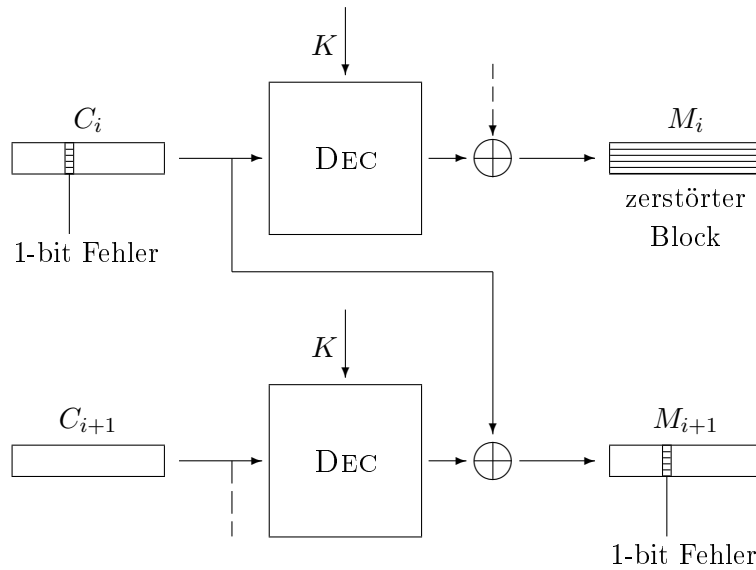 K
C_i
DEC
M_i
zerstörter
Block
1-bit Fehler
K
C_{i+1}
DEC
M_{i+1}
1-bit Fehler